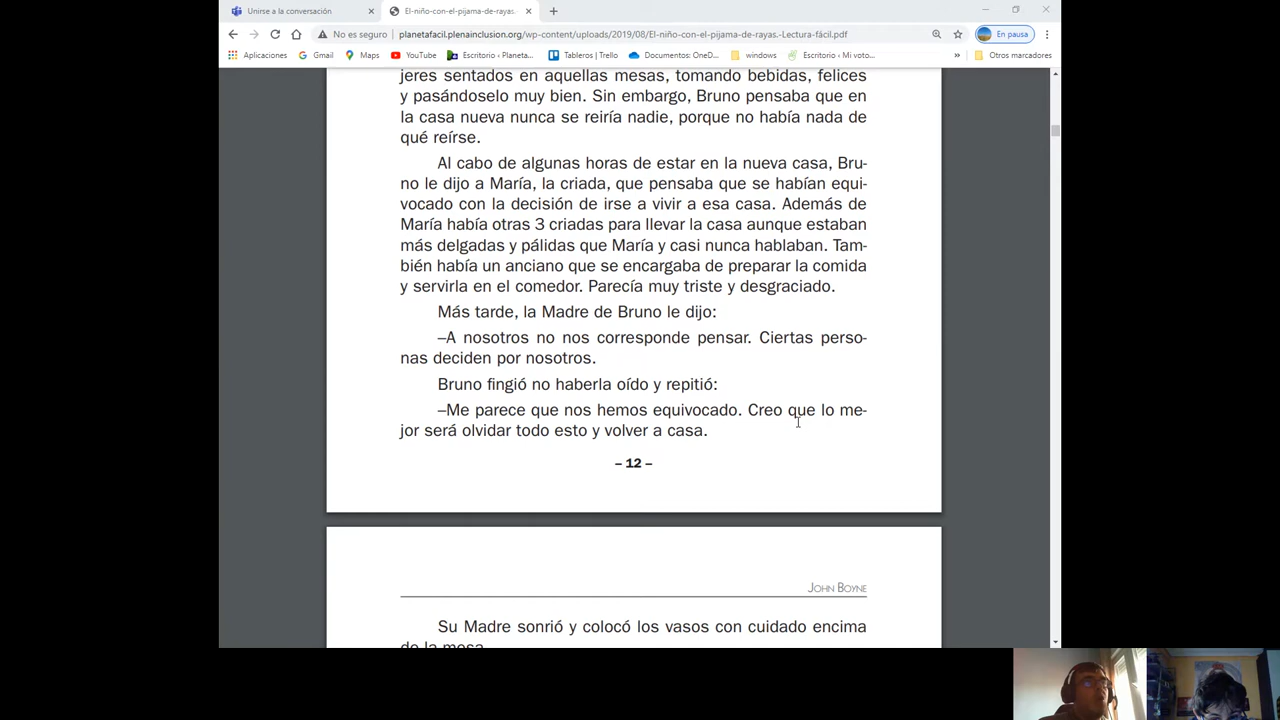 Unirse a la conversación
El-niño-con-el-pijama-de-rayas.
No es seguro
planetafacil.plenainclusion.org/wp-content/uploads/2019/08/El-niño-con-el-pijama-de-rayas.-Lectura-fácil.pdf
En pausa
Aplicaciones
Gmail
Maps
YouTube
Escritorio ‹ Planeta...
Tableros | Trello
Documentos: OneD...
windows
Escritorio ‹ Mi voto...
»
Otros marcadores
jeres sentados en aquellas mesas, tomando bebidas, felices
y pasándoselo muy bien. Sin embargo, Bruno pensaba que en
la casa nueva nunca se reiría nadie, porque no había nada de
qué reírse.
Al cabo de algunas horas de estar en la nueva casa, Bru-
no le dijo a María, la criada, que pensaba que se habían equi-
vocado con la decisión de irse a vivir a esa casa. Además de
María había otras 3 criadas para llevar la casa aunque estaban
más delgadas y pálidas que María y casi nunca hablaban. Tam-
bién había un anciano que se encargaba de preparar la comida
y servirla en el comedor. Parecía muy triste y desgraciado.
Más tarde, la Madre de Bruno le dijo:
–A nosotros no nos corresponde pensar. Ciertas perso-
nas deciden por nosotros.
Bruno fingió no haberla oído y repitió:
–Me parece que nos hemos equivocado. Creo que lo me-
jor será olvidar todo esto y volver a casa.
– 12 –
John Boyne
Su Madre sonrió y colocó los vasos con cuidado encima
de la mesa.